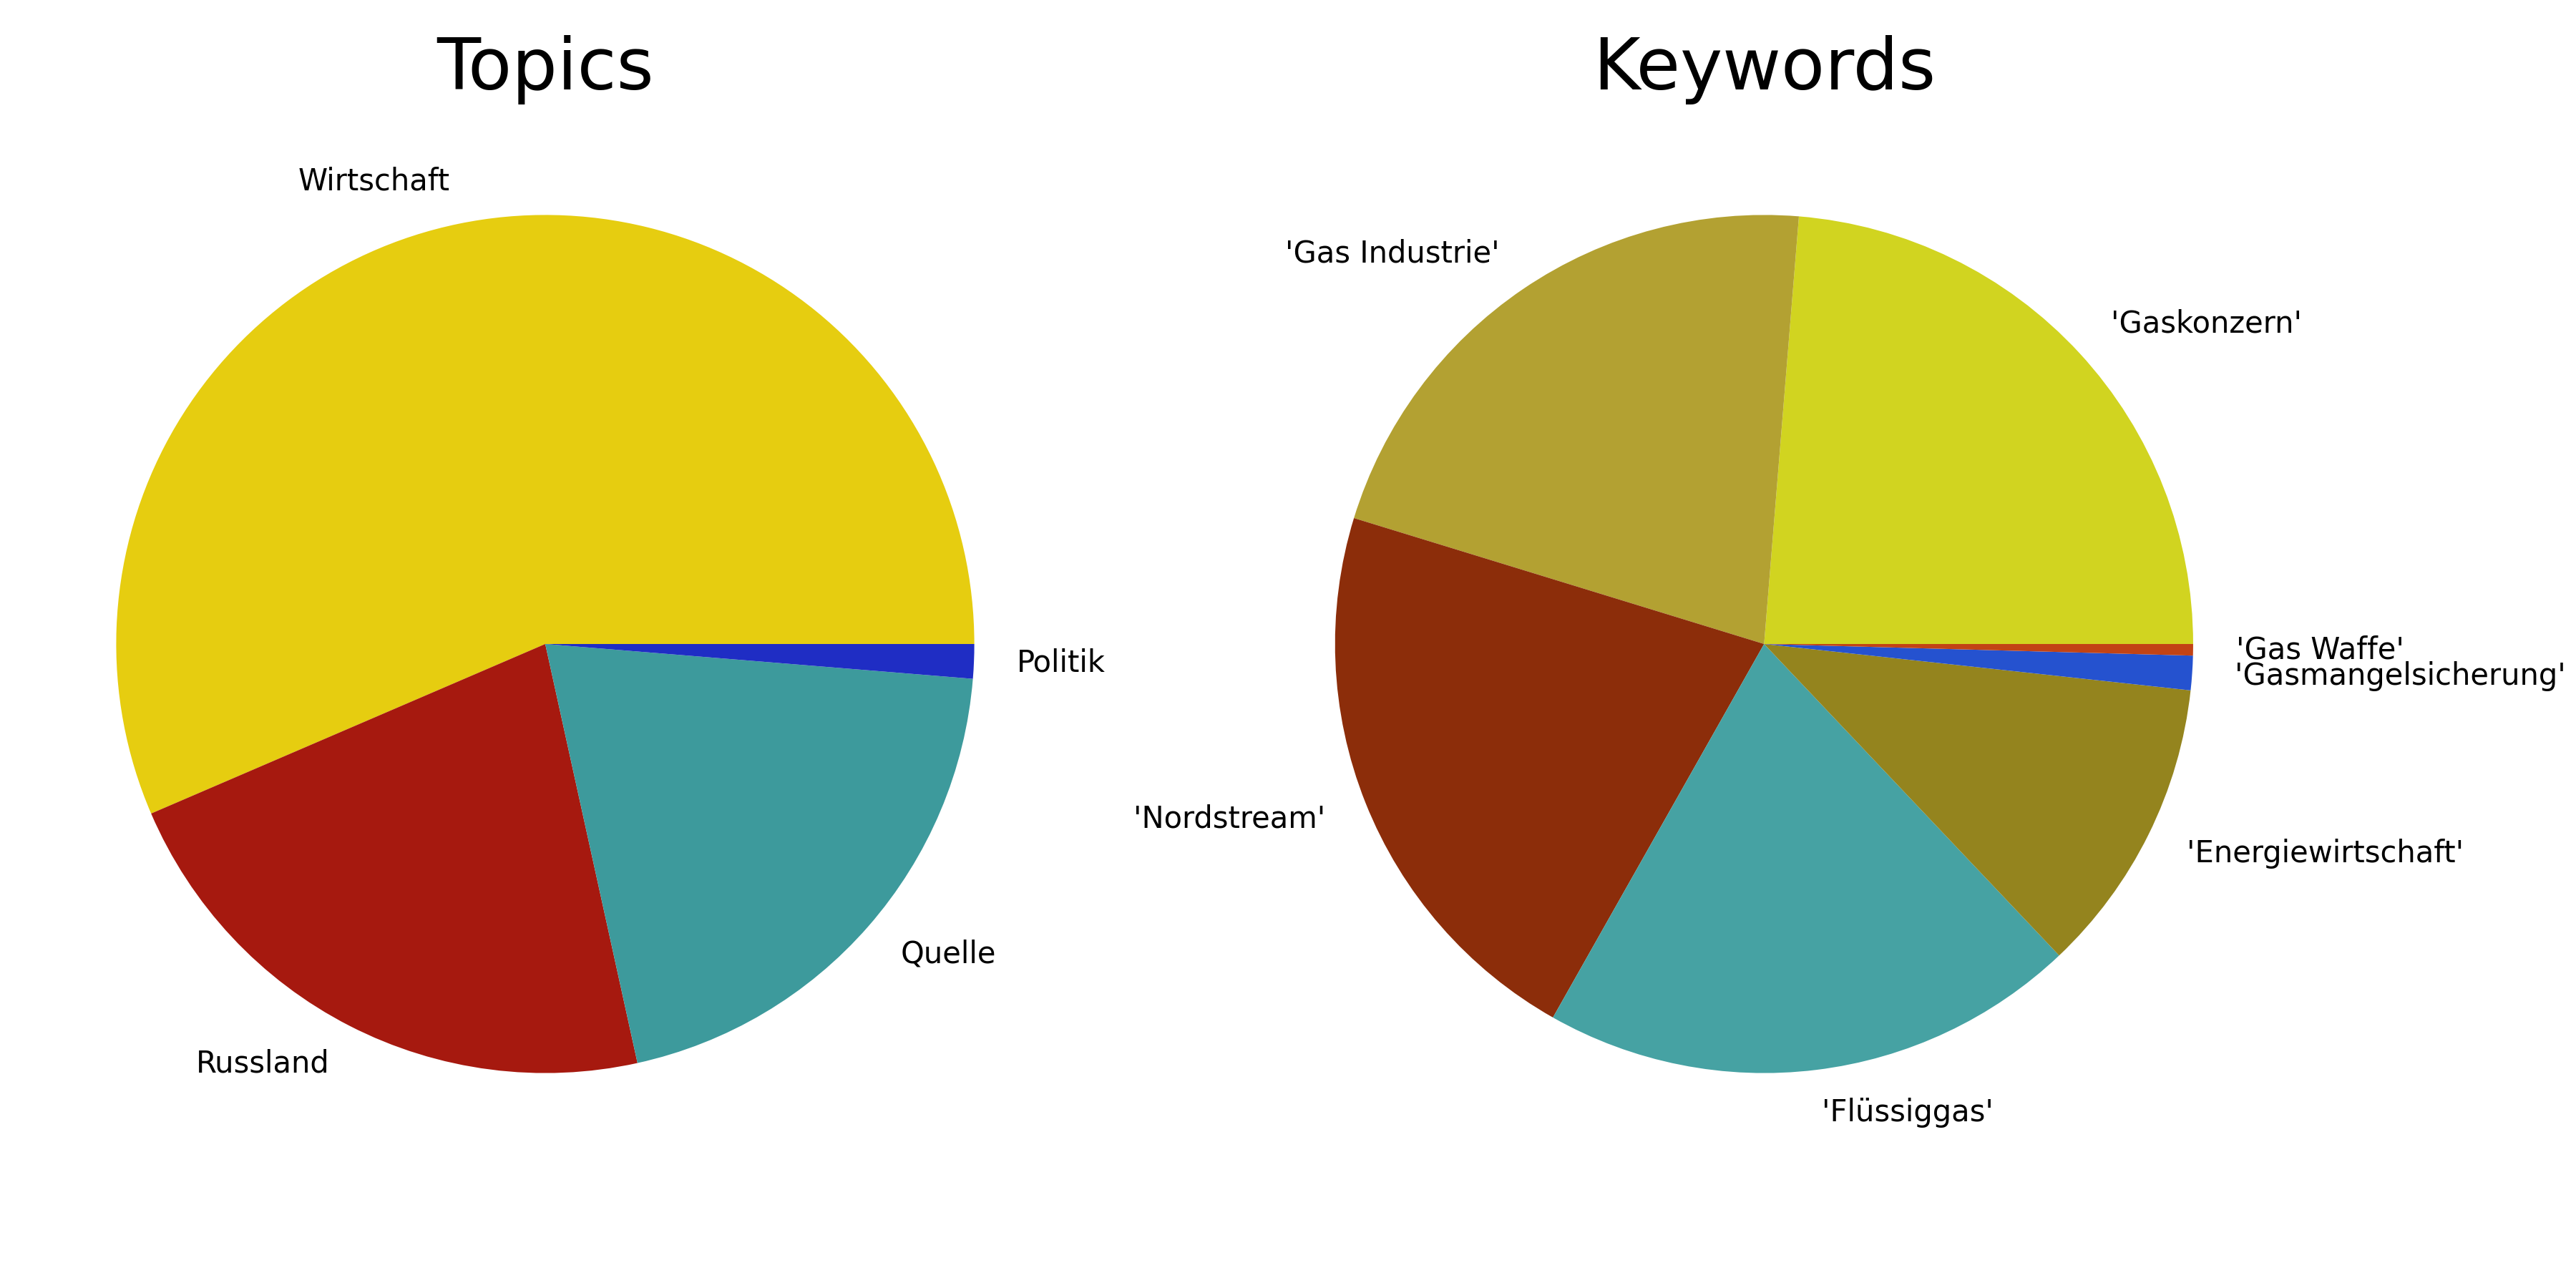 Topics
Wirtschaft
Politik
Quelle
Russland
Keywords
'Gas Industrie'
'Gaskonzern'
'Gas Waffe'
'Gasmangelsicherung'
'Nordstream'
'Energiewirtschaft'
'Flüssiggas'